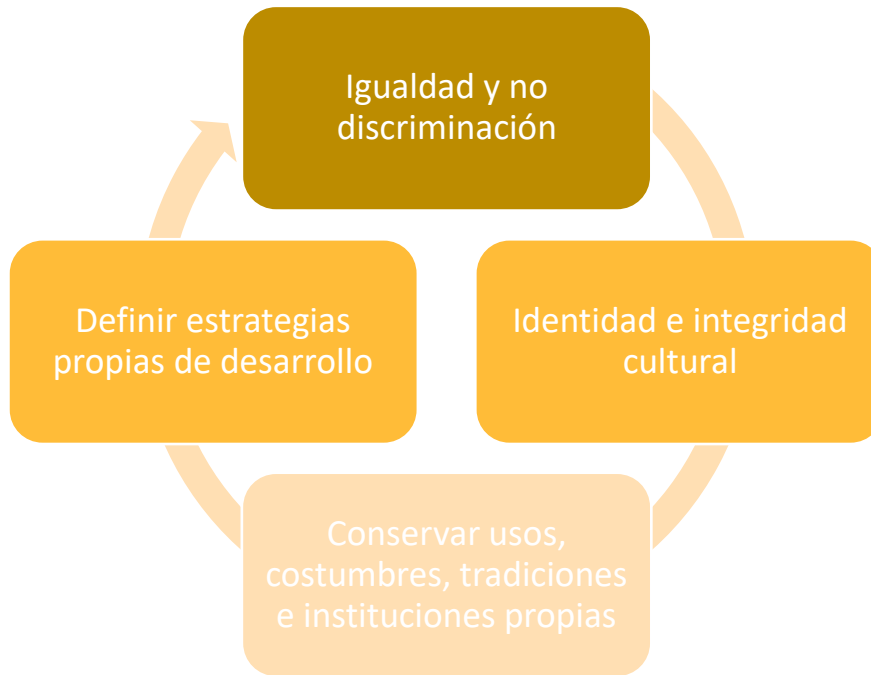 Igualdad y no
discriminación
Identidad e integridad
cultural
Conservar usos,
costumbres, tradiciones
e instituciones propias
Definir estrategias
propias de desarrollo